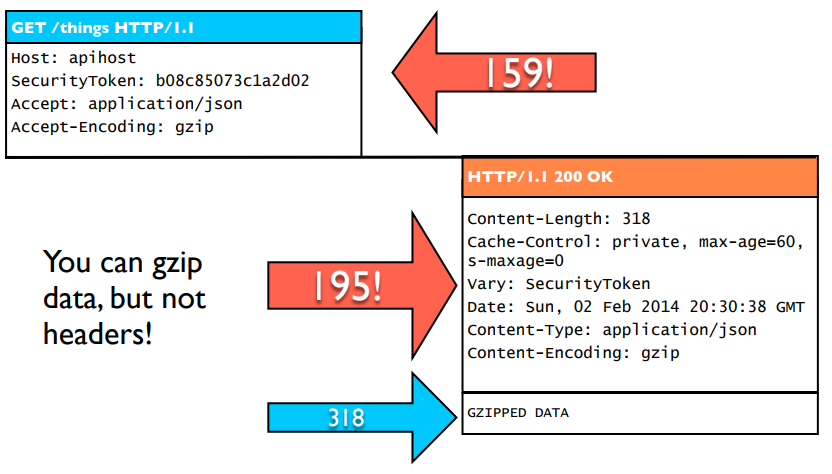 GET /things HTTP/1.1
Host: apihost
SecurityToken: b08c85073c1a2d02
Accept: application/json
Accept-Encoding: gzip
159!
HTTP/1.1 200 OK
Content-Length: 318
Cache-Control: private, max-age=60,
s-maxage=0
Vary: SecurityToken
Date: Sun, 02 Feb 2014 20:30:38 GMT
Content-Type: application/json
Content-Encoding: gzip
You can gzip
data, but not
headers!
195!
318
GZIPPED DATA